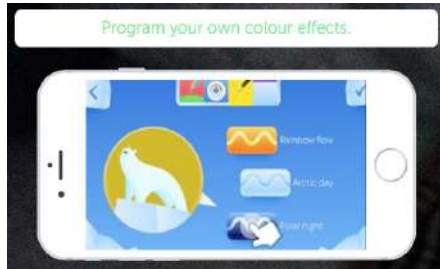 Program your own colour effects.
Rainbow flow
Arctic day
Polar night